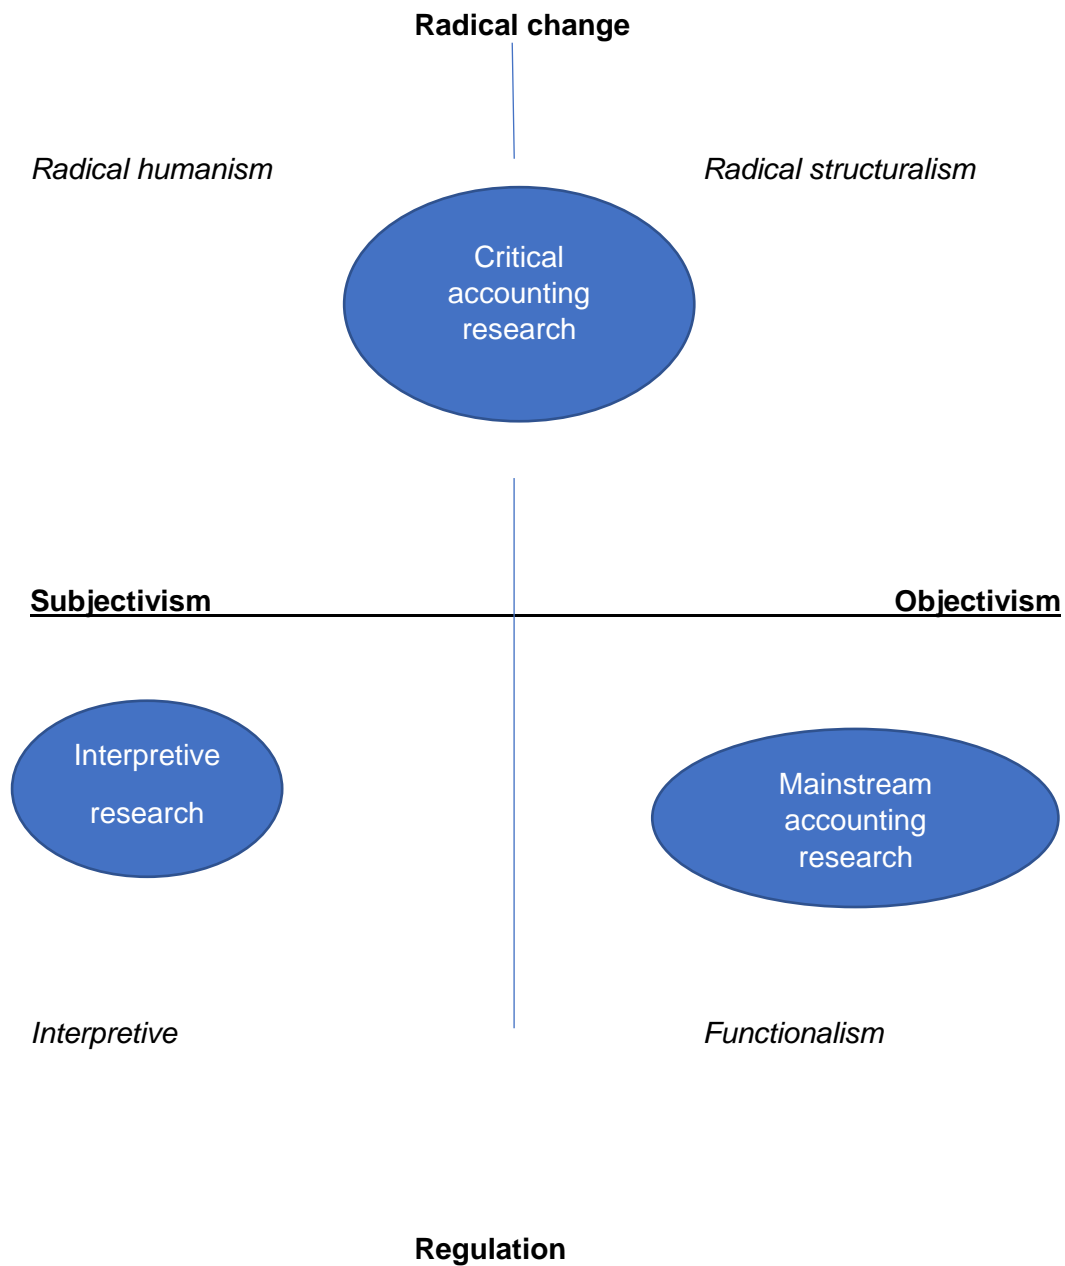 Radical change
Radical humanism
Radical structuralism
Critical
accounting
research
Subjectivism
Objectivism
Interpretive
research
Mainstream
accounting
research
Interpretive
Functionalism
Regulation